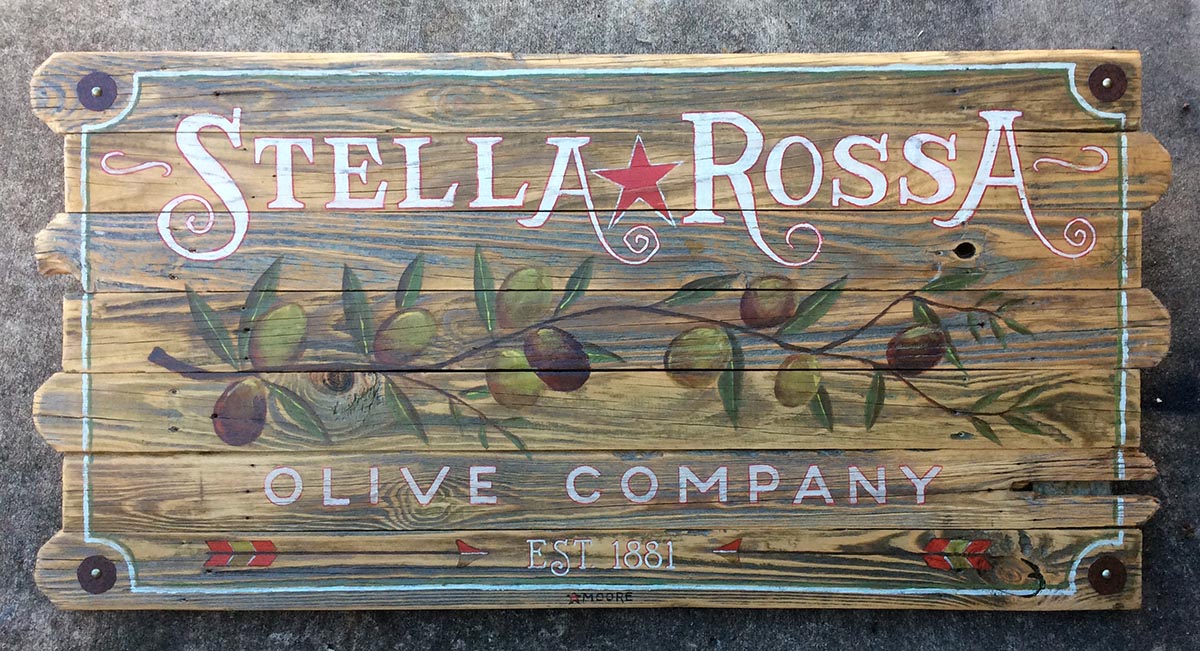 STELLA ROSSA
OLIVE COMPANY
EST. 1881
MOORE